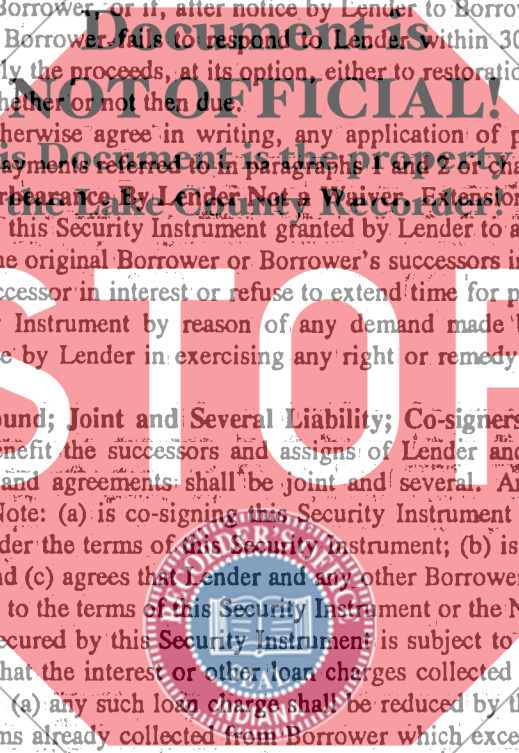 Borrower, or if, after notice by Lender to Borrow
Document is
Borrower fails to respond to Lender within 30
ly the proceeds, at its option, either to restoratio
NOT OFFICIAL!
hether or not then due.
herwise agree in writing, any application of p
is Document is the property
ayments referred to in paragraphs 1 and 2 or cha
rbearance By Lender Not a Waiver. Extension
the Lake County Recorder!
this Security Instrument granted by Lender to a
he original Borrower or Borrower's successors in
ccessor in interest or refuse to extend time for p
Instrument by reason of any demand made b
e by Lender in exercising any right or remedy
STOP
und; Joint and Several Liability; Co-signers
enefit the successors and assigns of Lender and
and agreements shall be joint and several. An
Note: (a) is co-signing this Security Instrument
der the terms of this Security Instrument; (b) is
nd (c) agrees that Lender and any other Borrower
to the terms of this Security Instrument or the N
ecured by this Security Instrument is subject to
hat the interest or other loan charges collected
(a) any such loan charge shall be reduced by th
ms already collected from Borrower which exce
RECORDER'S OFFICE
INDIANA